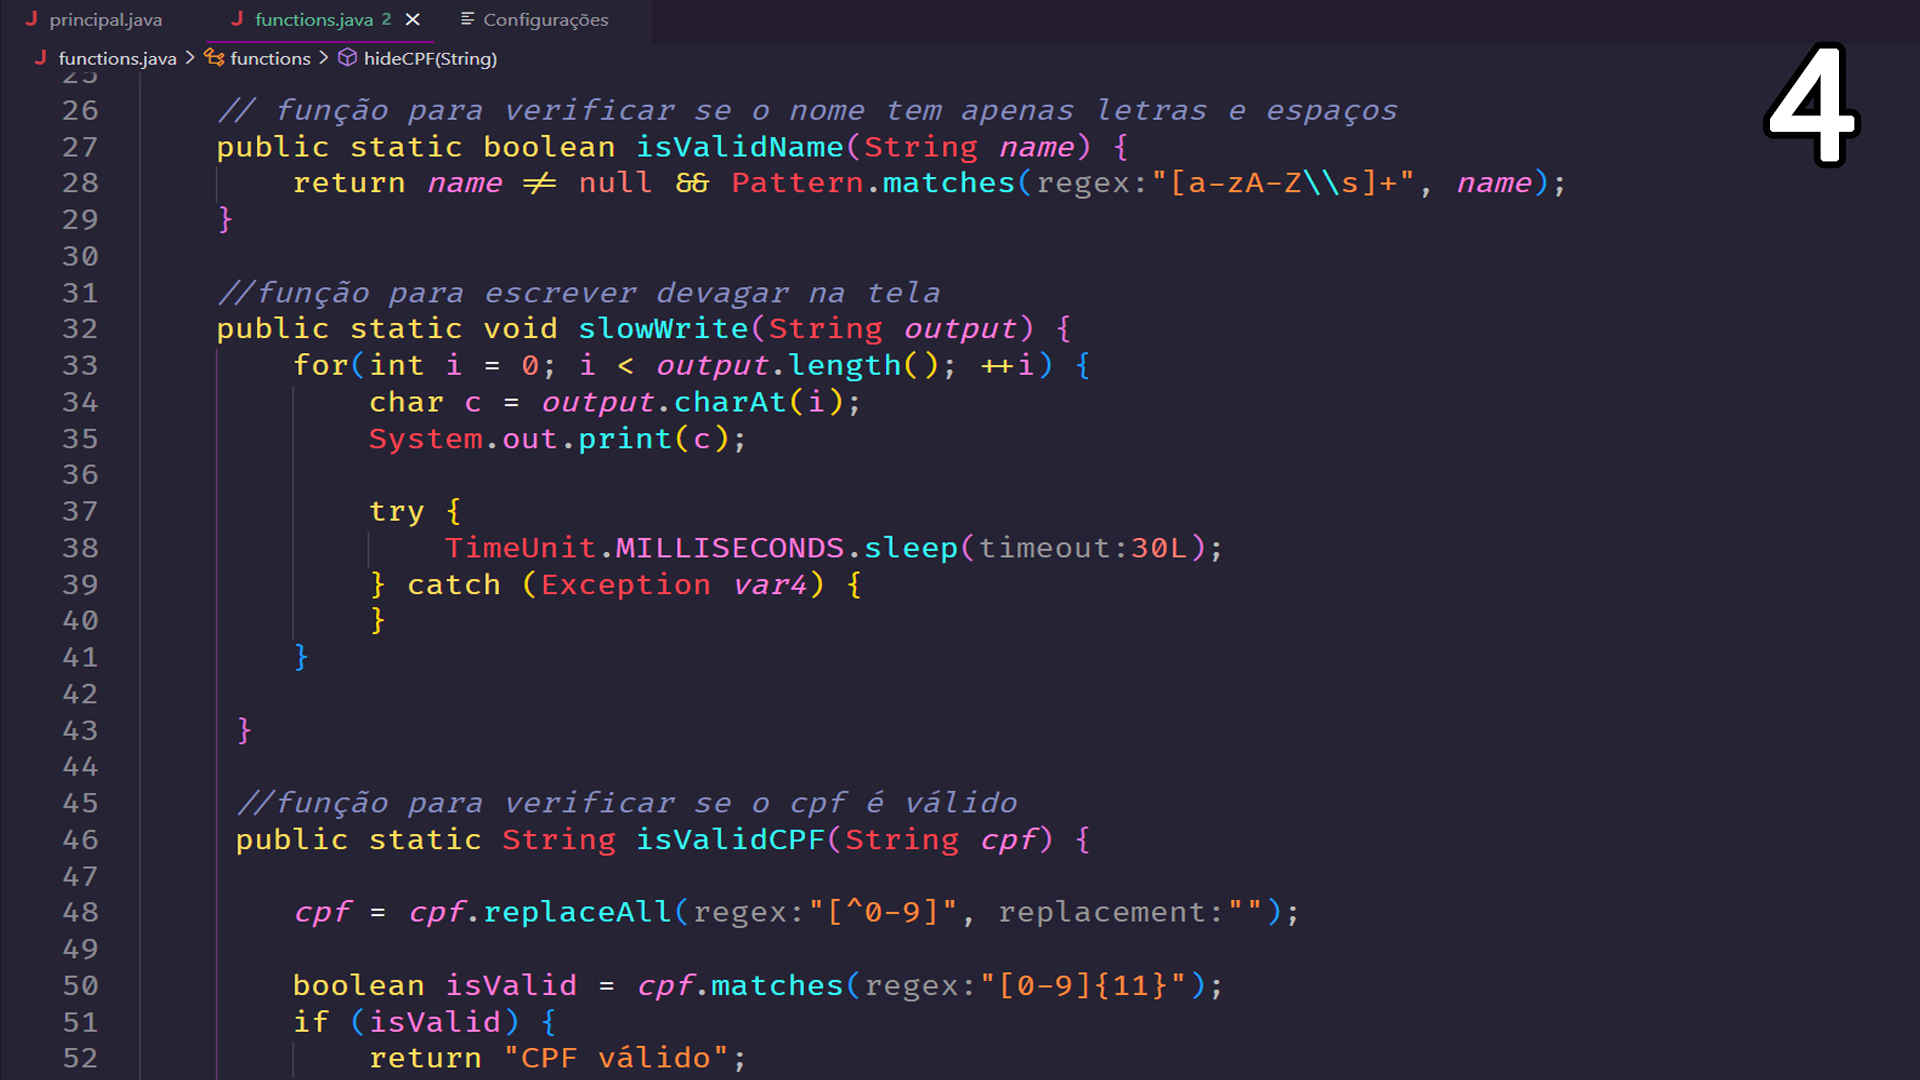 principal.java functions.java 2 Configurações
functions.java > functions > hideCPF(String)
4
25
26 // função para verificar se o nome tem apenas letras e espaços
27 public static boolean isValidName(String name) {
28 return name != null && Pattern.matches(regex:"[a-zA-Z\\s]+", name);
29 }
30
31 //função para escrever devagar na tela
32 public static void slowWrite(String output) {
33 for(int i = 0; i < output.length(); ++i) {
34 char c = output.charAt(i);
35 System.out.print(c);
36
37 try {
38 TimeUnit.MILLISECONDS.sleep(timeout:30L);
39 } catch (Exception var4) {
40 }
41 }
42
43 }
44
45 //função para verificar se o cpf é válido
46 public static String isValidCPF(String cpf) {
47
48 cpf = cpf.replaceAll(regex:"[^0-9]", replacement:"");
49
50 boolean isValid = cpf.matches(regex:"[0-9]{11}");
51 if (isValid) {
52 return "CPF válido";